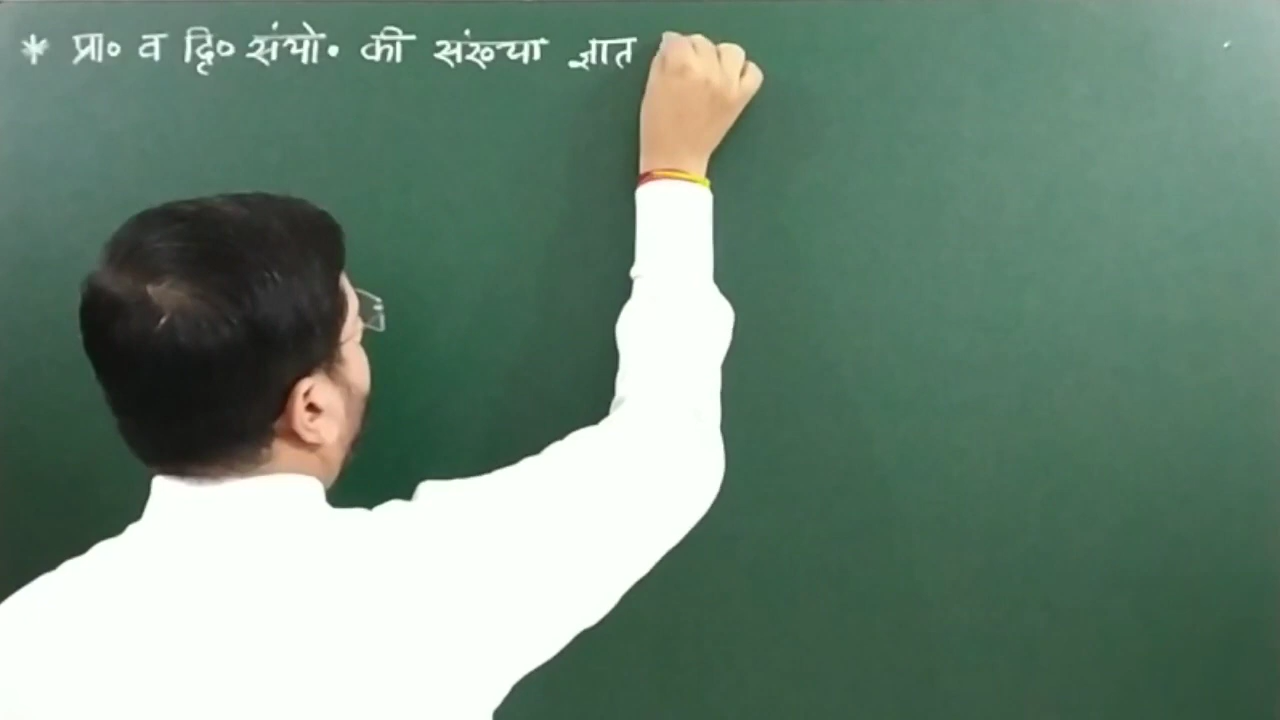 * प्रा० व द्वि० संयो० की संख्या ज्ञात